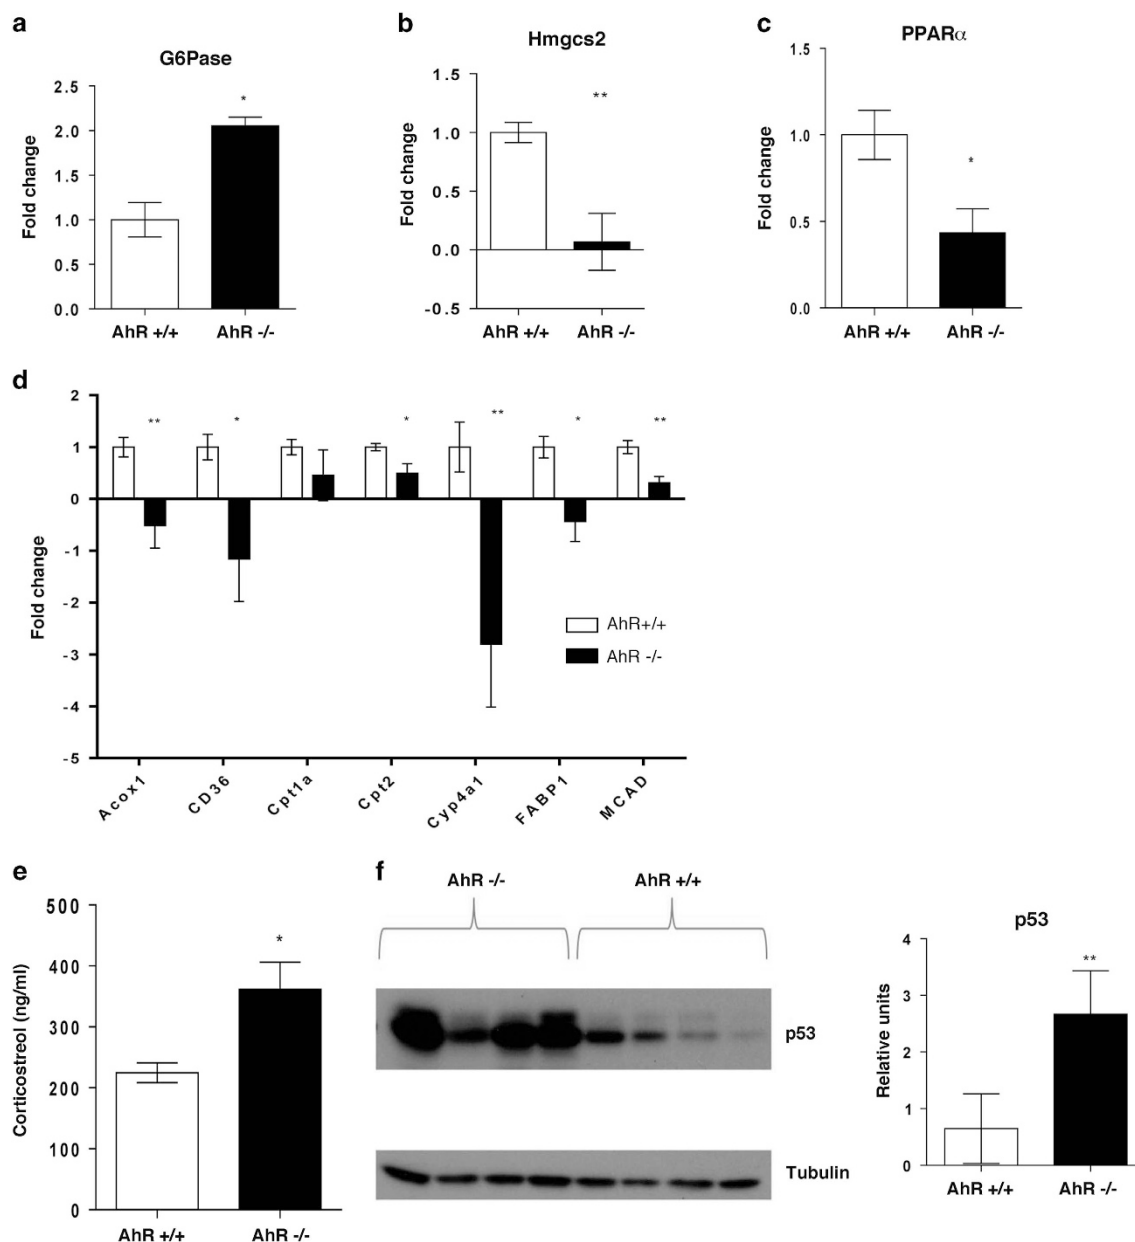 a
G6Pase
Fold change
2.5
2.0
1.5
1.0
0.5
0.0
*
AhR +/+
AhR -/-
b
Hmgcs2
Fold change
1.5
1.0
0.5
0.0
-0.5
**
AhR +/+
AhR -/-
c
PPARα
Fold change
1.5
1.0
0.5
0.0
*
AhR +/+
AhR -/-
d
Fold change
2
1
0
-1
-2
-3
-4
-5
**
*
*
**
*
**
AhR+/+
AhR -/-
Acox1
CD36
Cpt1a
Cpt2
Cyp4a1
FABP1
MCAD
e
Corticostreol (ng/ml)
500
400
300
200
100
0
*
AhR +/+
AhR -/-
f
AhR -/-
AhR +/+
p53
Tubulin
p53
Relative units
4
3
2
1
0
**
AhR +/+
AhR -/-